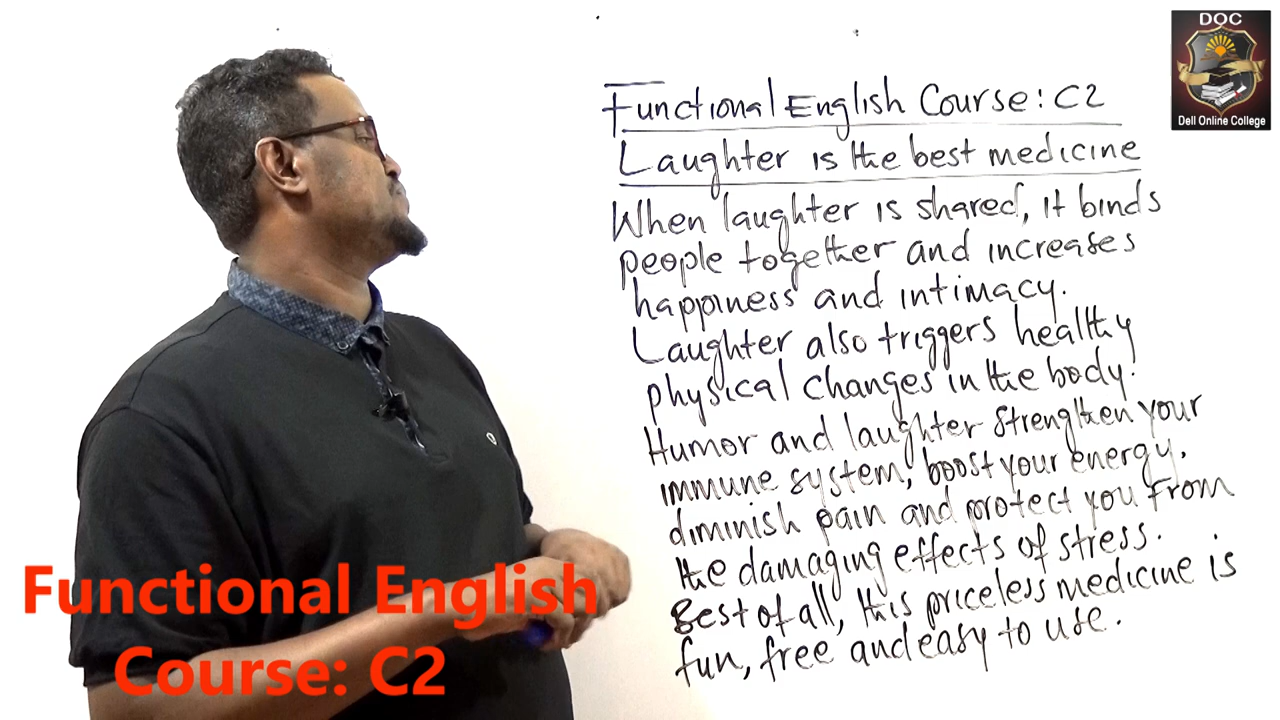 DOC
Dell Online College
Functional English Course: C2
Laughter is the best medicine
When laughter is shared, it binds
people together and increases
happiness and intimacy.
Laughter also triggers healthy
physical changes in the body.
Humor and laughter strengthen your
immune system, boost your energy,
diminish pain and protect you from
the damaging effects of stress.
Best of all, this priceless medicine is
fun, free and easy to use.
Functional English
Course: C2